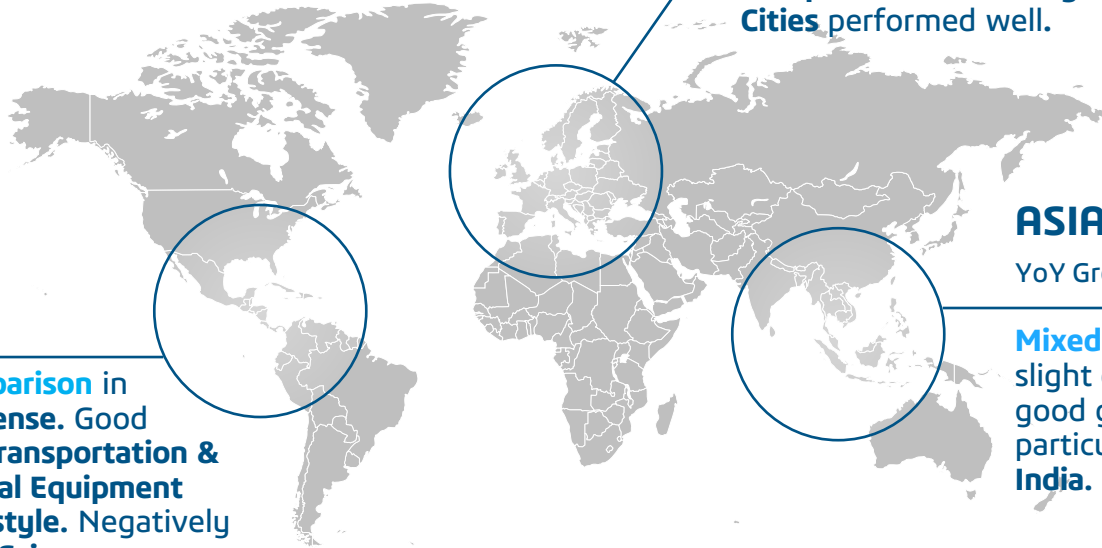 Cities performed well.
ASIA
YoY Gr
Mixed
slight
good g
particu
India.
parison in
ense. Good
ransportation &
al Equipment
style. Negatively